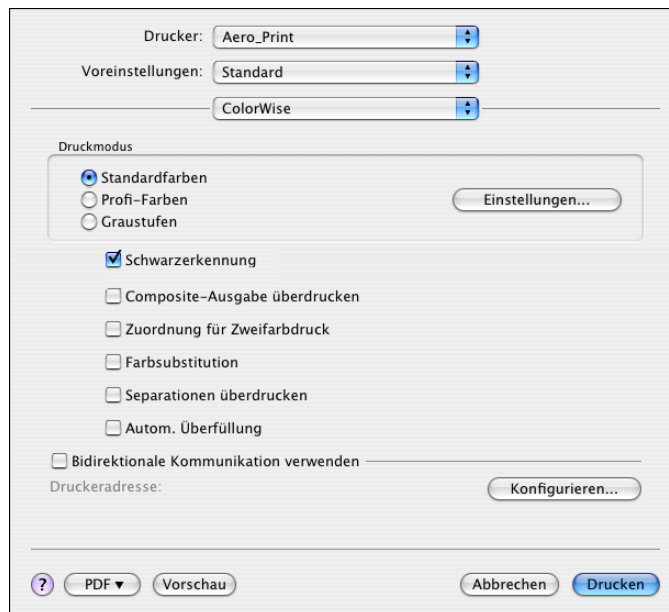 Drucker: Aero_Print
Voreinstellungen: Standard
ColorWise
Druckmodus
Standardfarben
Profi-Farben
Einstellungen...
Graustufen
Schwarzerkennung
Composite-Ausgabe überdrucken
Zuordnung für Zweifarbdruck
Farbsubstitution
Separationen überdrucken
Autom. Überfüllung
Bidirektionale Kommunikation verwenden
Druckeradresse: Konfigurieren...
? PDF ▼ Vorschau Abbrechen Drucken